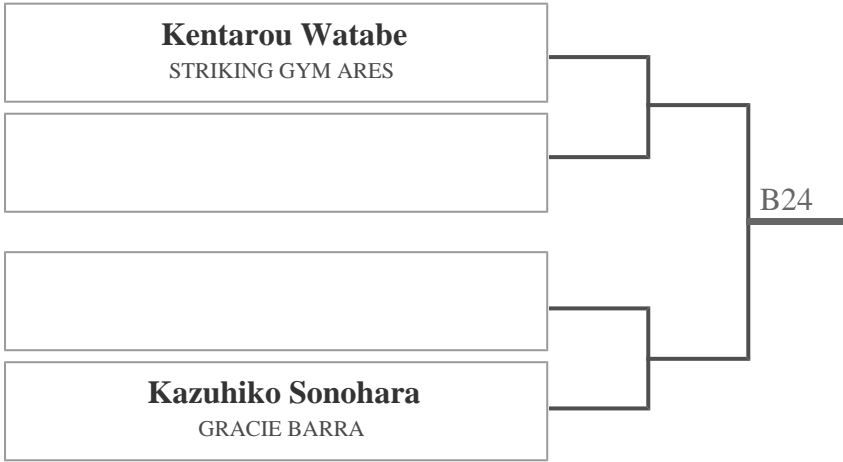 Kentarou Watabe
STRIKING GYM ARES
B24
Kazuhiko Sonohara
GRACIE BARRA